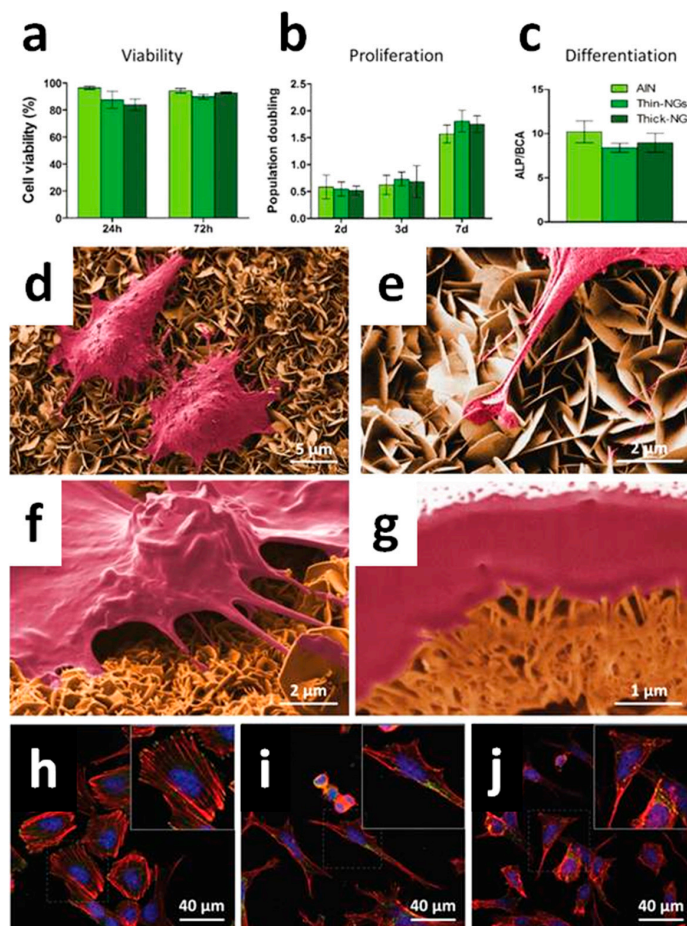 a
Viability
Cell viability (%)
100
80
60
40
20
0
24h
72h
b
Proliferation
Population doubling
2.5
2.0
1.5
1.0
0.5
0.0
2d
3d
7d
c
Differentiation
ALP/BCA
15
10
5
0
AlN
Thin-NGs
Thick-NG
d
5 µm
e
2 µm
f
2 µm
g
1 µm
h
40 µm
i
40 µm
j
40 µm